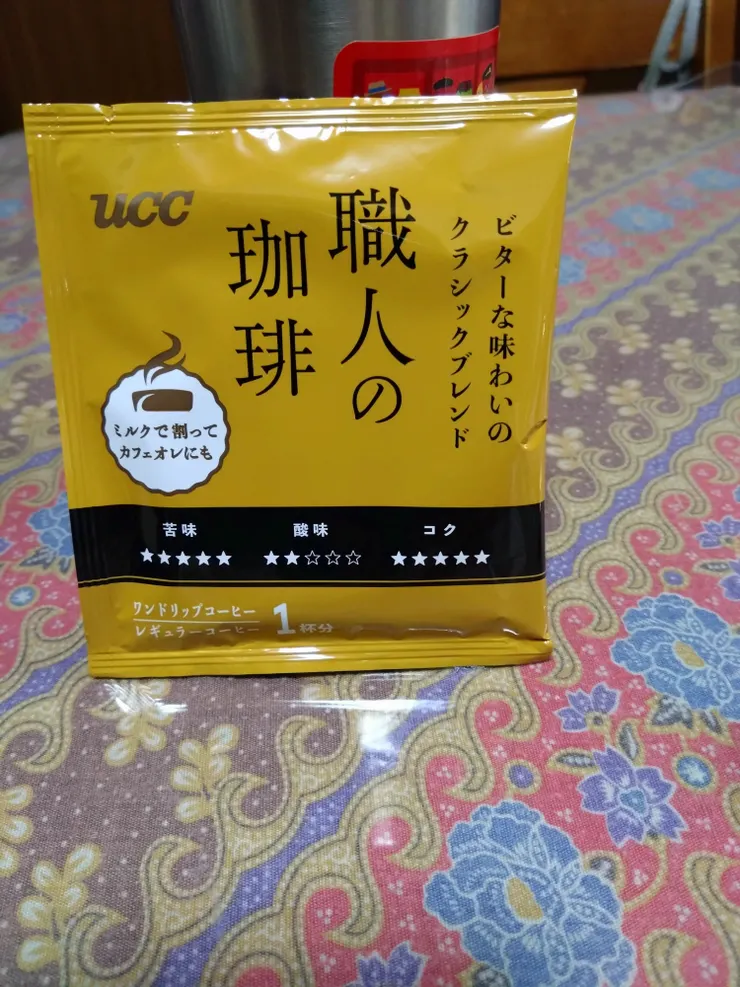 ucc
ビターな味わいの
クラシックブレンド
職人の
珈琲
ミルクで割って
カフェオレにも
苦味 酸味 コク
★★★★★ ★★☆☆☆ ★★★★★
ワンドリップコーヒー
レギュラーコーヒー
1杯分